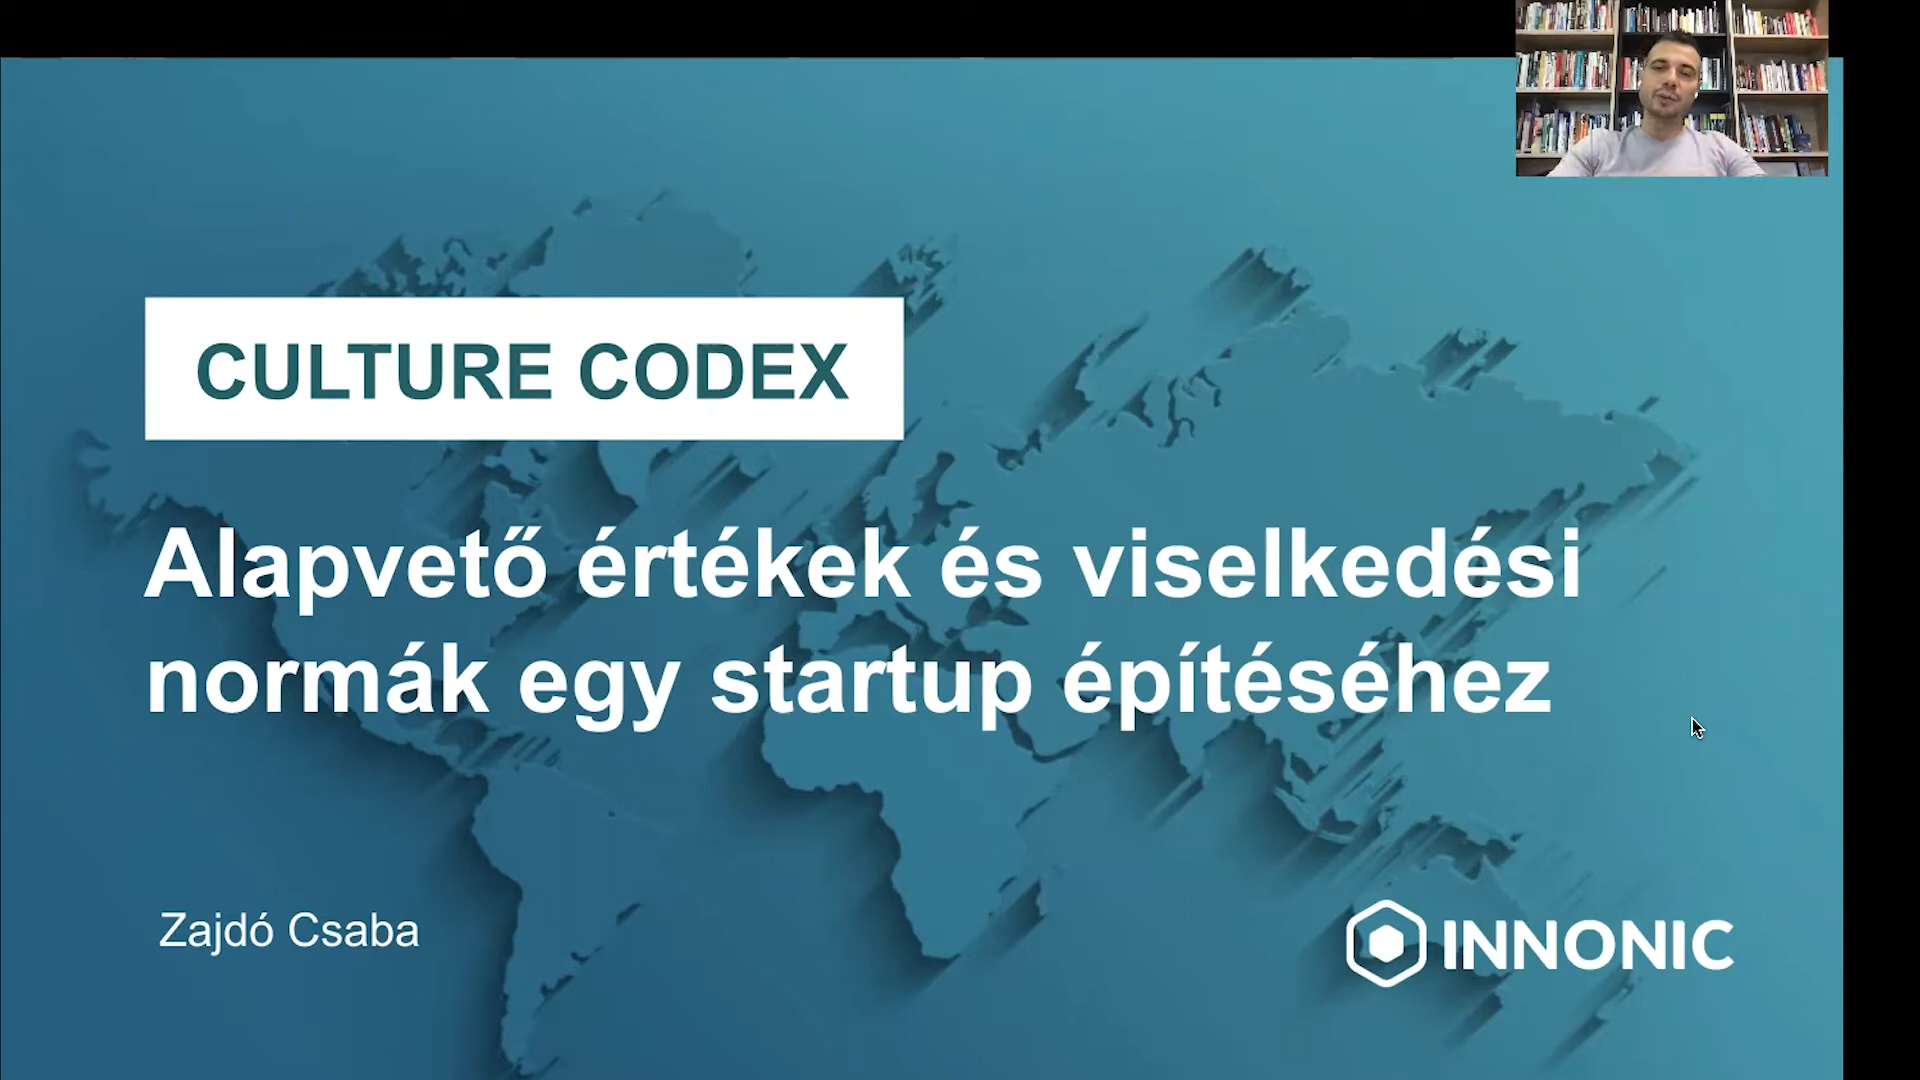 CULTURE CODEX
Alapvető értékek és viselkedési
normák egy startup építéséhez
Zajdó Csaba
INNONIC